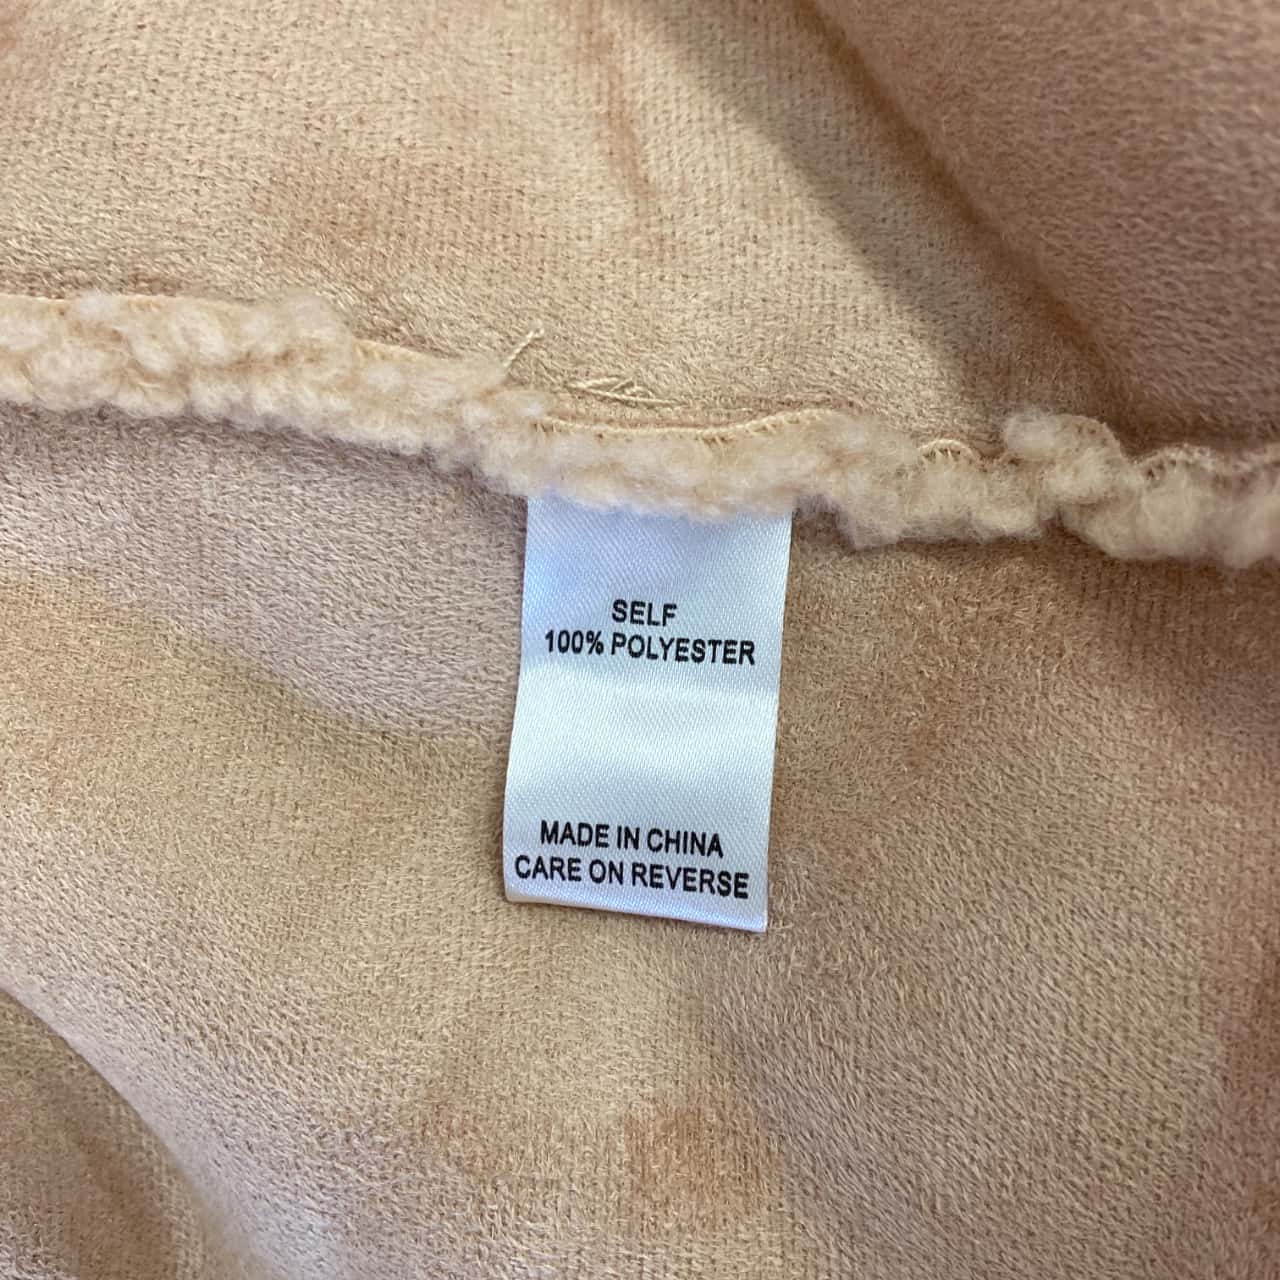 SELF
100% POLYESTER
MADE IN CHINA
CARE ON REVERSE